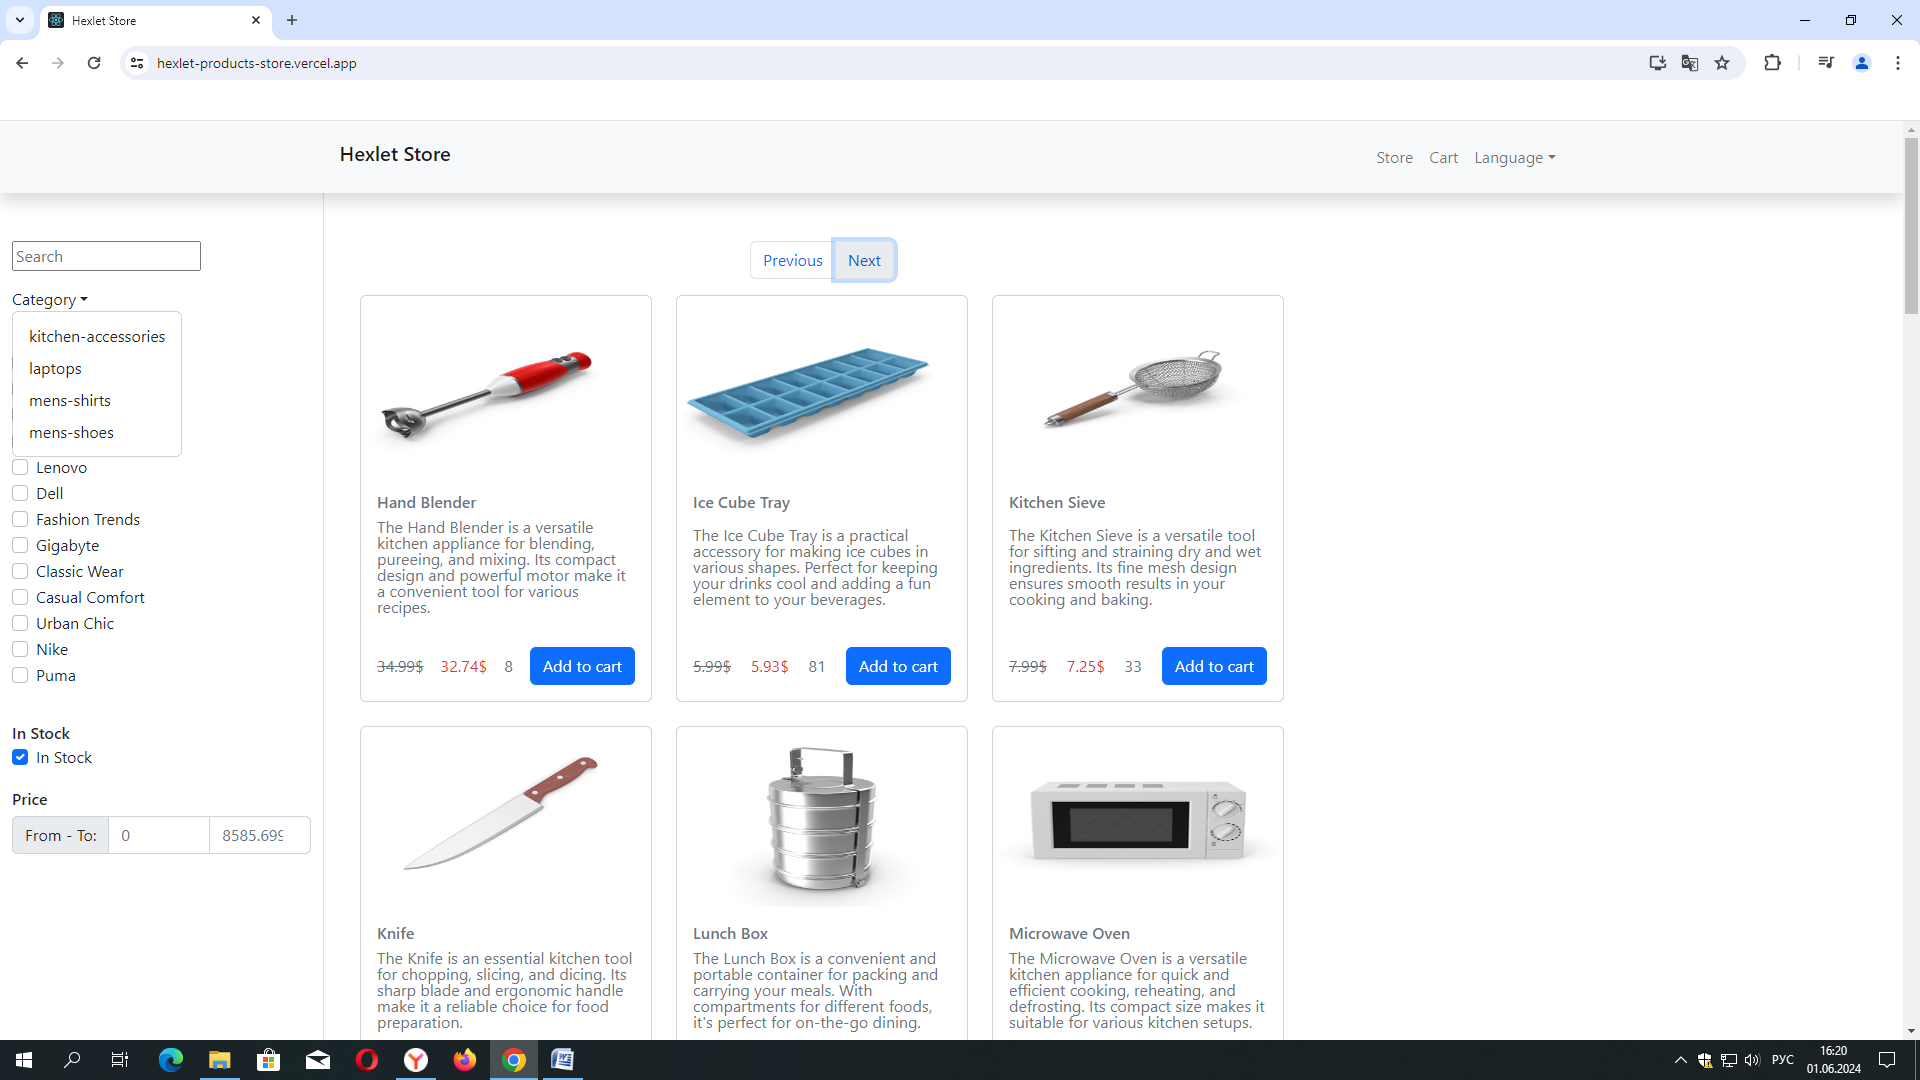 Hexlet Store
hexlet-products-store.vercel.app
Hexlet Store
Store Cart Language
Search
Category
kitchen-accessories
laptops
mens-shirts
mens-shoes
Lenovo
Dell
Fashion Trends
Gigabyte
Classic Wear
Casual Comfort
Urban Chic
Nike
Puma
In Stock
In Stock
Price
From - To: 0 8585.699
Previous Next
Hand Blender
The Hand Blender is a versatile
kitchen appliance for blending,
pureeing, and mixing. Its compact
design and powerful motor make it
a convenient tool for various
recipes.
34.99$ 32.74$ 8 Add to cart
Ice Cube Tray
The Ice Cube Tray is a practical
accessory for making ice cubes in
various shapes. Perfect for keeping
your drinks cool and adding a fun
element to your beverages.
5.99$ 5.93$ 81 Add to cart
Kitchen Sieve
The Kitchen Sieve is a versatile tool
for sifting and straining dry and wet
ingredients. Its fine mesh design
ensures smooth results in your
cooking and baking.
7.99$ 7.25$ 33 Add to cart
Knife
The Knife is an essential kitchen tool
for chopping, slicing, and dicing. Its
sharp blade and ergonomic handle
make it a reliable choice for food
preparation.
Lunch Box
The Lunch Box is a convenient and
portable container for packing and
carrying your meals. With
compartments for different foods,
it's perfect for on-the-go dining.
Microwave Oven
The Microwave Oven is a versatile
kitchen appliance for quick and
efficient cooking, reheating, and
defrosting. Its compact size makes it
suitable for various kitchen setups.
РУС
16:20
01.06.2024